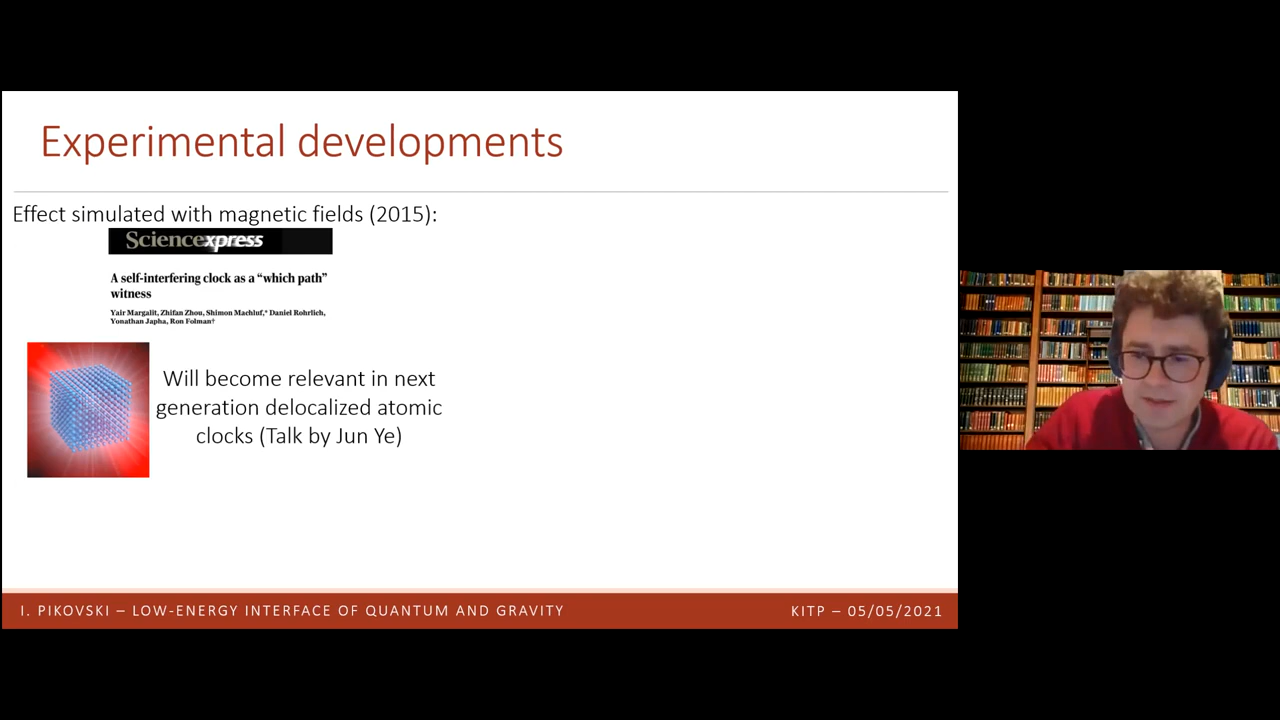 Experimental developments
Effect simulated with magnetic fields (2015):
Sciencexpress
A self-interfering clock as a “which path”
witness
Yair Margalit, Zhifan Zhou, Shimon Machluf,* Daniel Rohrlich,
Yonathan Japha, Ron Folman†
Will become relevant in next
generation delocalized atomic
clocks (Talk by Jun Ye)
I. PIKOVSKI – LOW-ENERGY INTERFACE OF QUANTUM AND GRAVITY
KITP – 05/05/2021